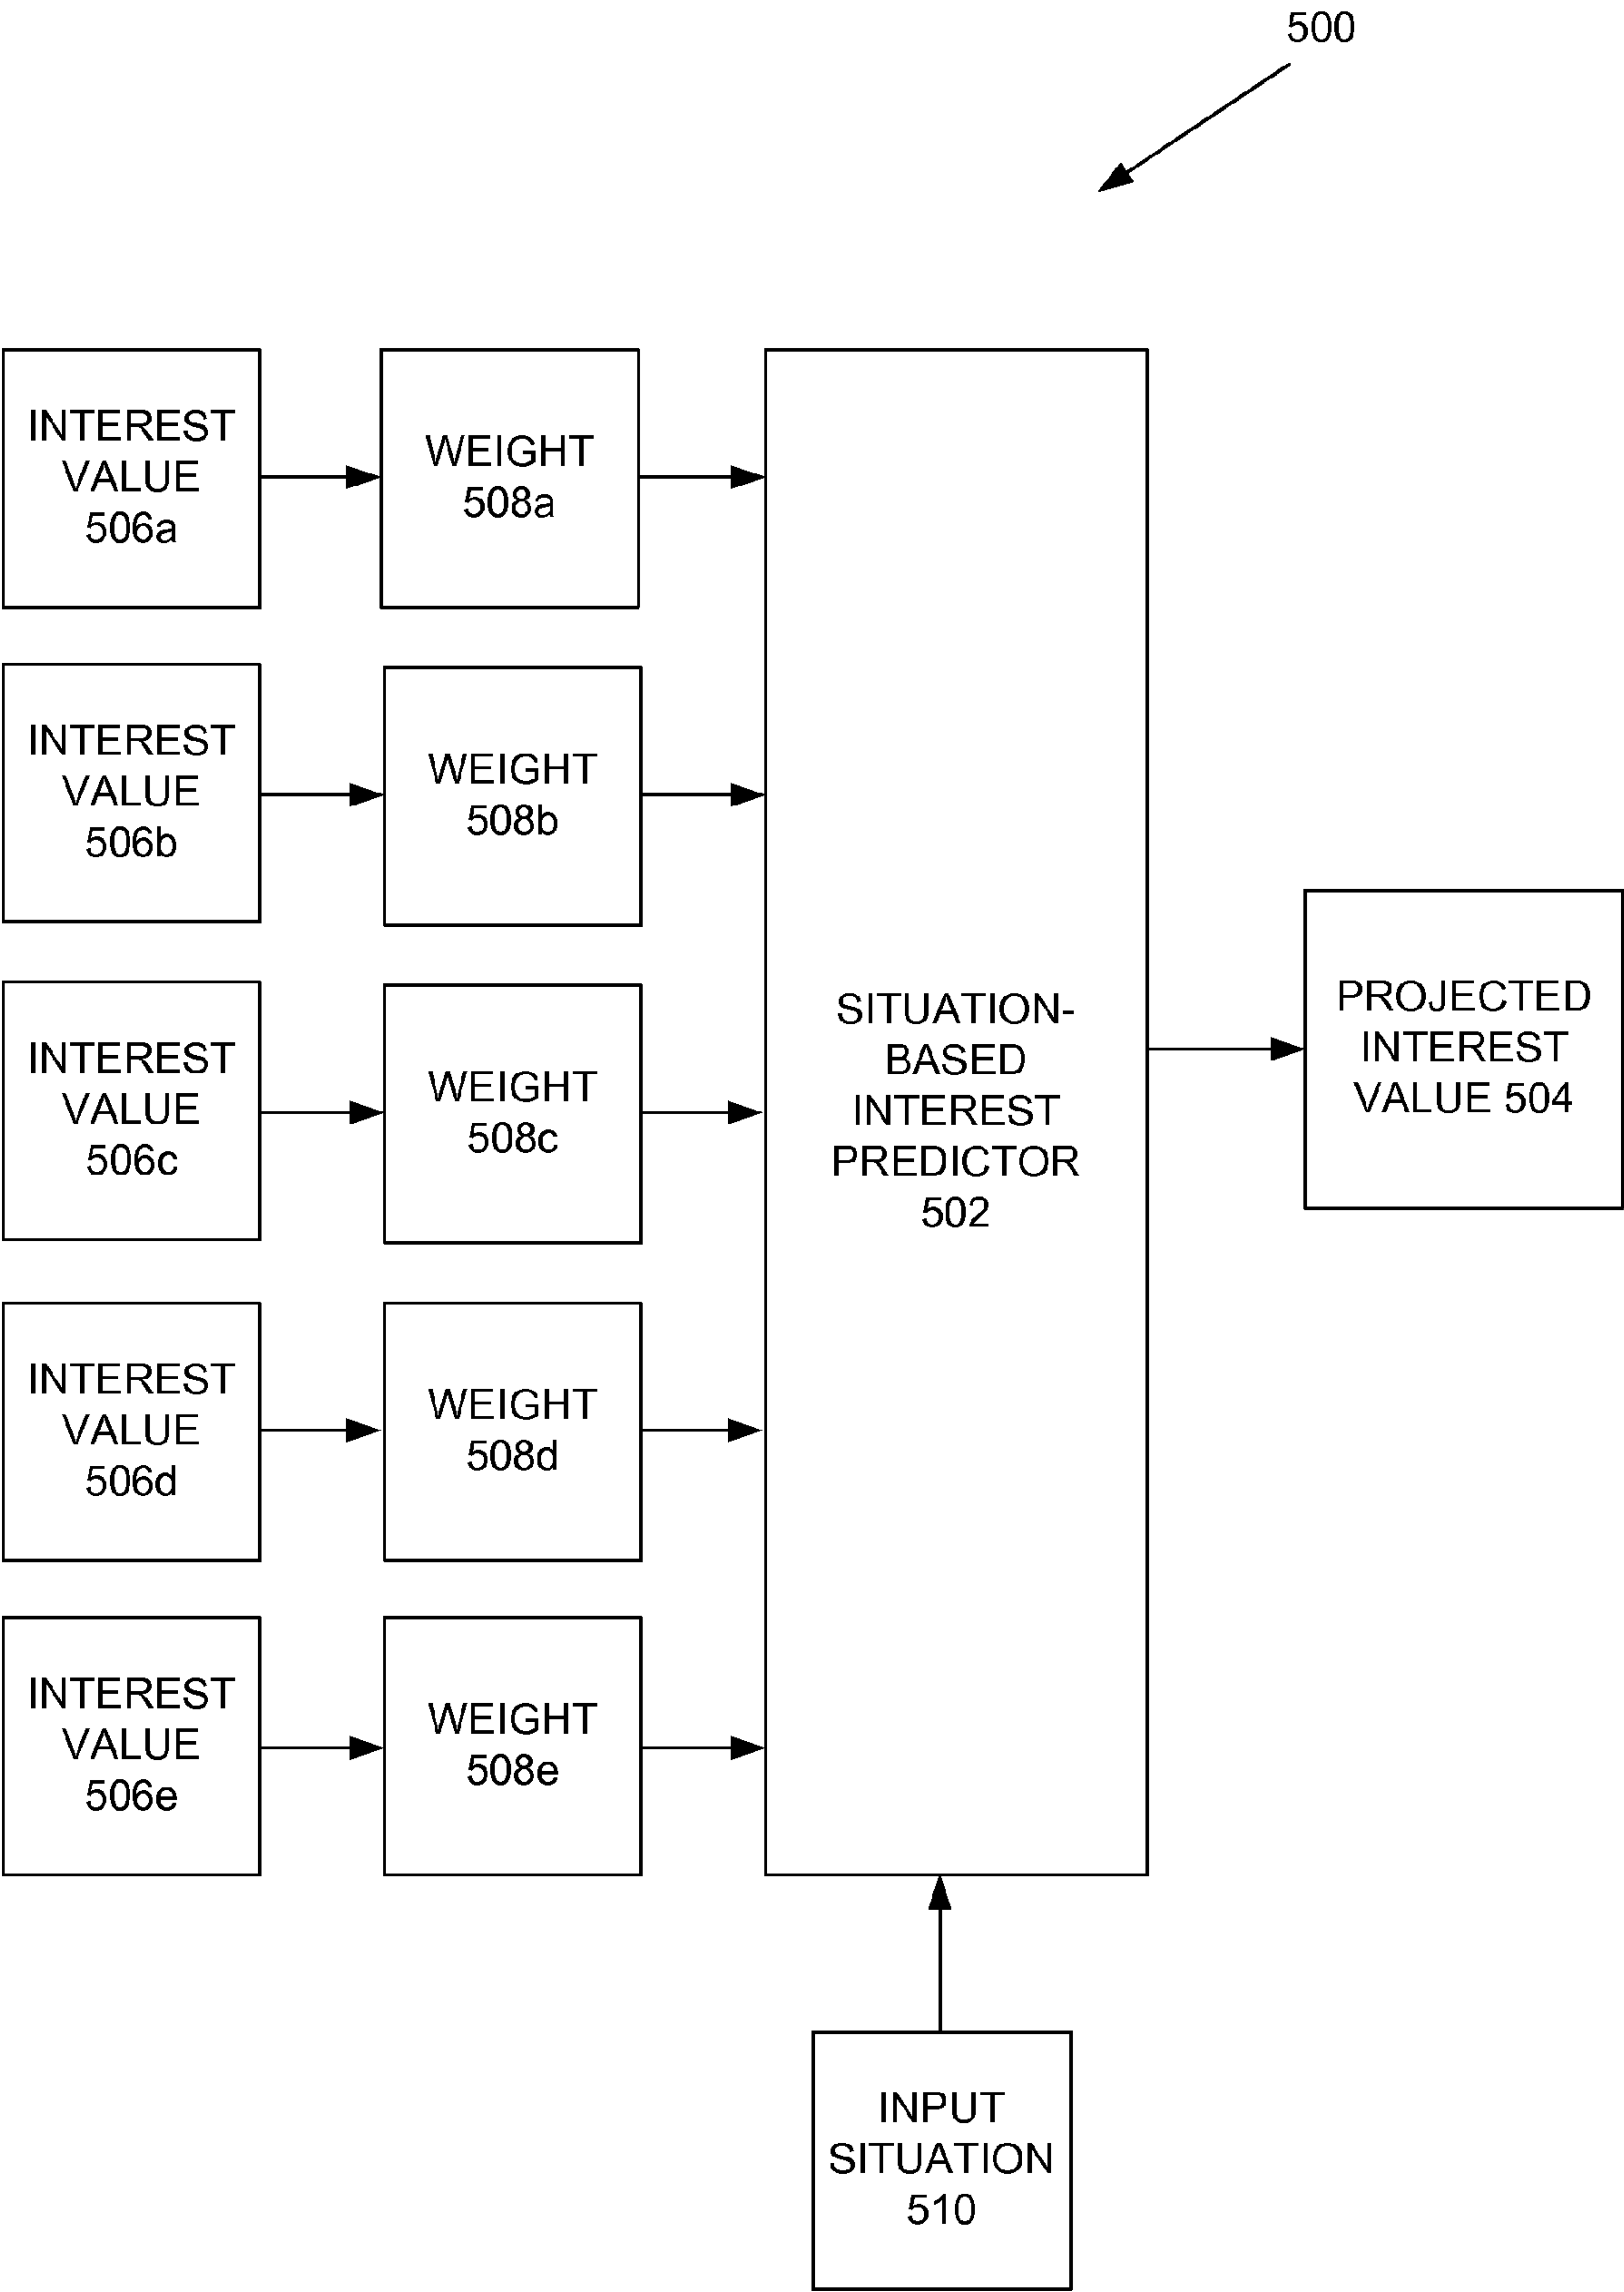 500
INTEREST
VALUE
506a
WEIGHT
508a
INTEREST
VALUE
506b
WEIGHT
508b
INTEREST
VALUE
506c
WEIGHT
508c
INTEREST
VALUE
506d
WEIGHT
508d
INTEREST
VALUE
506e
WEIGHT
508e
SITUATION-
BASED
INTEREST
PREDICTOR
502
PROJECTED
INTEREST
VALUE 504
INPUT
SITUATION
510